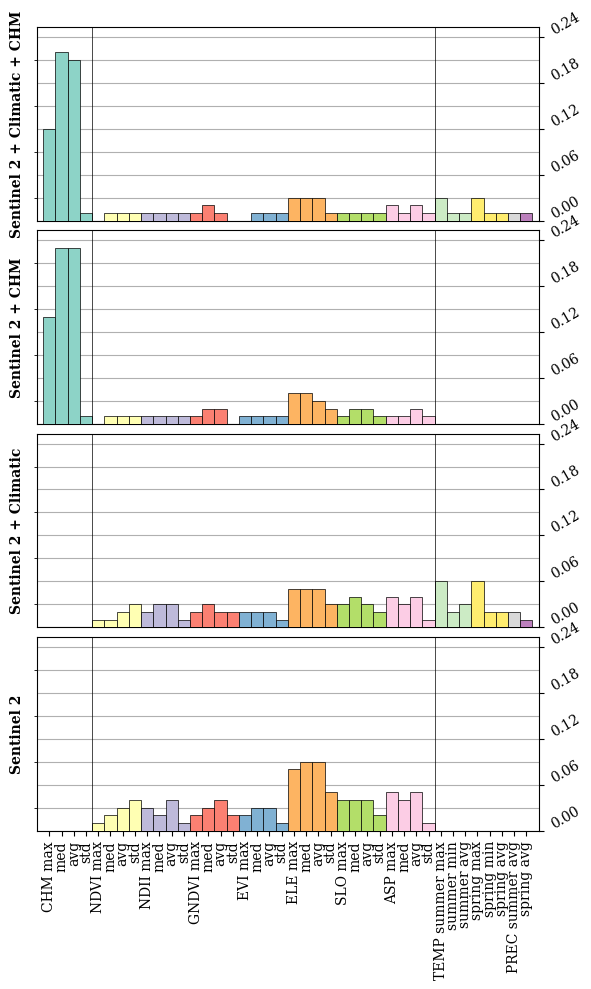 Sentinel 2 + Climatic + CHM
0.24
0.18
0.12
0.06
0.00
Sentinel 2 + CHM
0.24
0.18
0.12
0.06
0.00
Sentinel 2 + Climatic
0.24
0.18
0.12
0.06
0.00
Sentinel 2
0.24
0.18
0.12
0.06
0.00
CHM max
med
avg
std
NDVI max
med
avg
std
NDII max
med
avg
std
GNDVI max
med
avg
std
EVI max
med
avg
std
ELE max
med
avg
std
SLO max
med
avg
std
ASP max
med
avg
std
TEMP summer max
summer min
summer avg
spring max
spring min
spring avg
PREC summer avg
spring avg